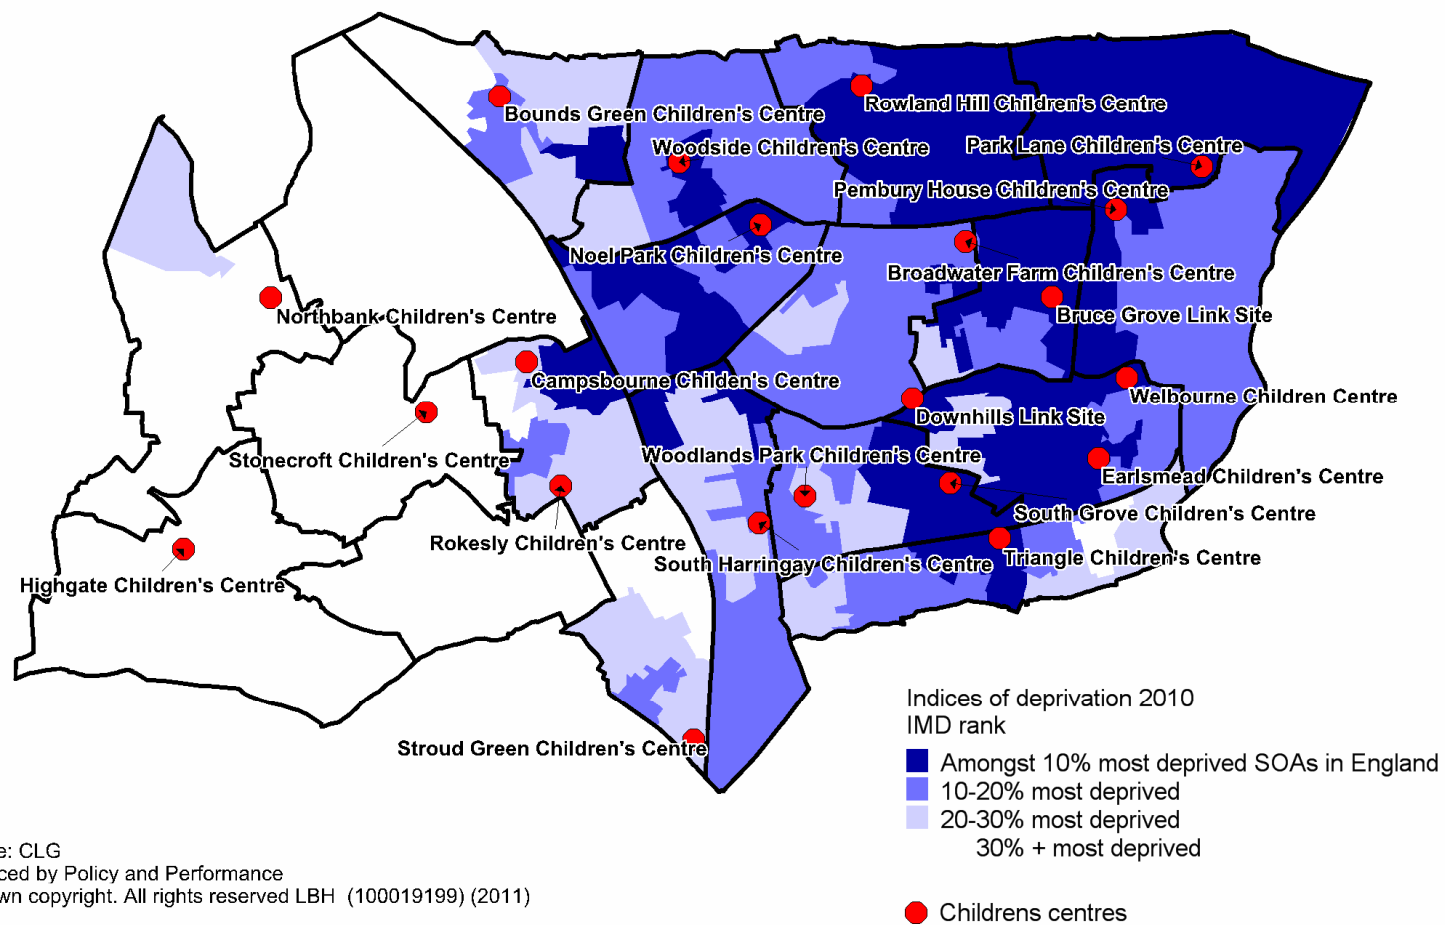 Rowland Hill Children's Centre
Bounds Green Children's Centre
Woodside Children's Centre
Park Lane Children's Centre
Pembury House Children's Centre
Noel Park Children's Centre
Broadwater Farm Children's Centre
Northbank Children's Centre
Bruce Grove Link Site
Campsbourne Childen's Centre
Welbourne Children Centre
Downhills Link Site
Stonecroft Children's Centre
Woodlands Park Children's Centre
Earlsmead Children's Centre
South Grove Children's Centre
Rokesly Children's Centre
South Harringay Children's Centre
Triangle Children's Centre
Highgate Children's Centre
Stroud Green Children's Centre
Indices of deprivation 2010
IMD rank
Amongst 10% most deprived SOAs in England
10-20% most deprived
20-30% most deprived
30% + most deprived
Childrens centres
e: CLG
ced by Policy and Performance
wn copyright. All rights reserved LBH (100019199) (2011)